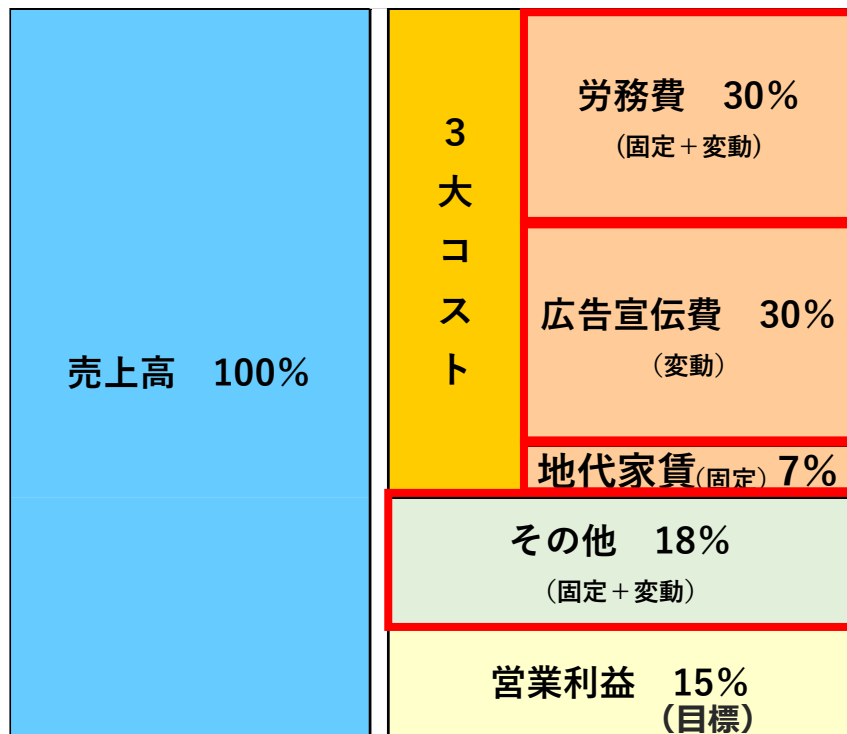 売上高　100%
3大コスト
労務費　30%
(固定＋変動)
広告宣伝費　30%
（変動）
地代家賃(固定) 7%
その他　18%
（固定＋変動）
営業利益　15%
（目標）